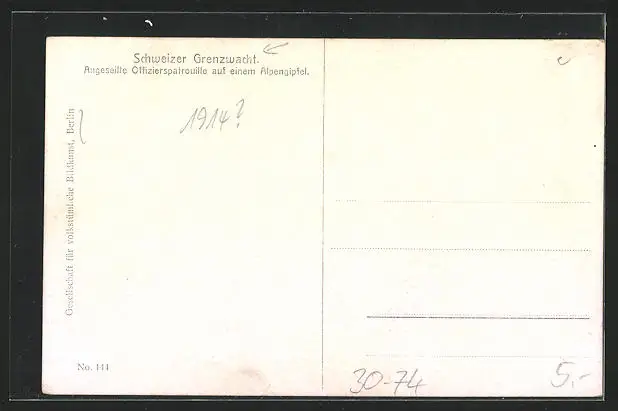 Schweizer Grenzwacht.
Angeseilte Offizierspatrouille auf einem Alpengipfel.
1914?
Gesellschaft für volkstümliche Bildkunst, Berlin
No. 144
30-74
5,-